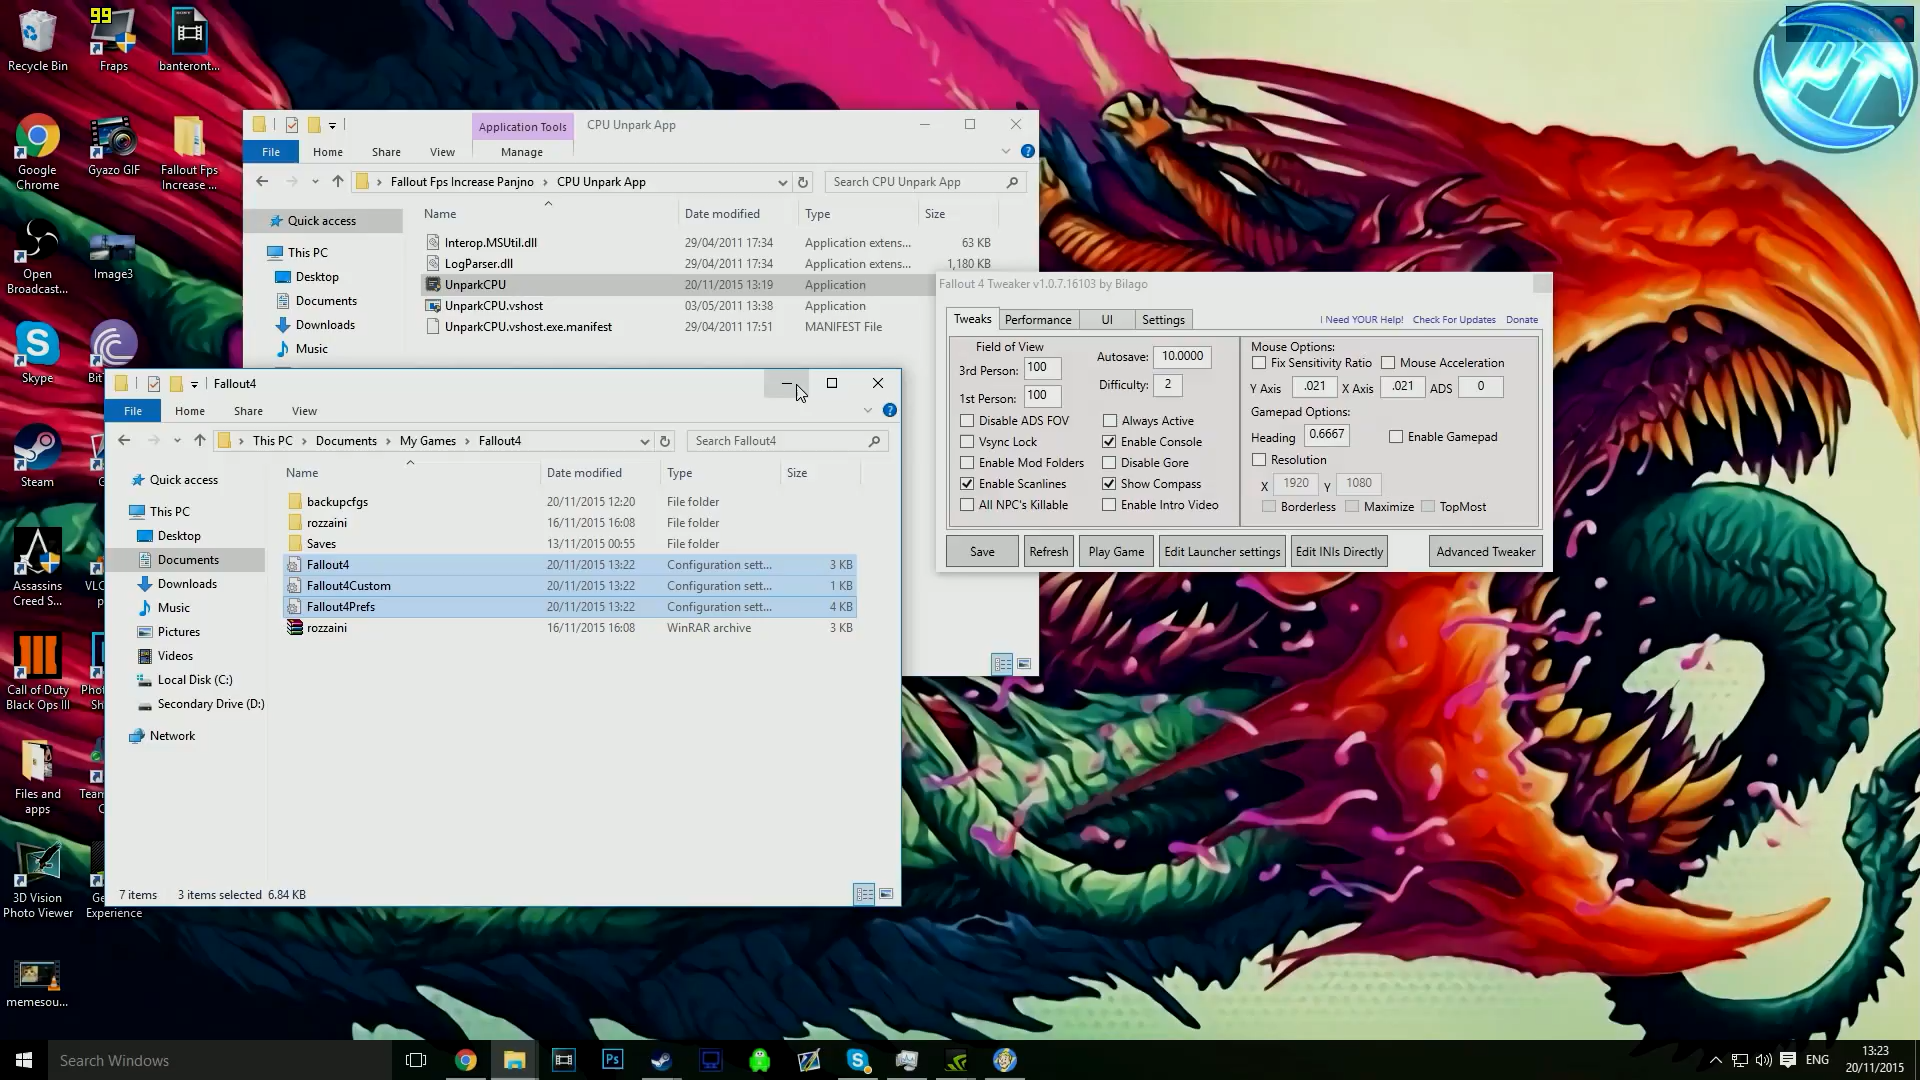 99
Recycle Bin
Fraps
banteront...
Google Chrome
Gyazo GIF
Fallout Fps Increase ...
Open Broadcast...
Image3
Skype
Bit
Steam
Assassins Creed S...
VLC
Call of Duty Black Ops III
Files and apps
3D Vision Photo Viewer
Experience
memesou...
Application Tools
CPU Unpark App
File
Home
Share
View
Manage
Fallout Fps Increase Panjno
CPU Unpark App
Search CPU Unpark App
Quick access
This PC
Desktop
Documents
Downloads
Music
Name Date modified Type Size
Interop.MSUtil.dll 29/04/2011 17:34 Application extens... 63 KB
LogParser.dll 29/04/2011 17:34 Application extens... 1,180 KB
UnparkCPU 20/11/2015 13:19 Application
UnparkCPU.vshost 03/05/2011 13:38 Application
UnparkCPU.vshost.exe.manifest 29/04/2011 17:51 MANIFEST File
Fallout4
File Home Share View
This PC Documents My Games Fallout4
Search Fallout4
Quick access
This PC
Desktop
Documents
Downloads
Music
Pictures
Videos
Local Disk (C:)
Secondary Drive (D:)
Network
Name Date modified Type Size
backupcfgs 20/11/2015 12:20 File folder
rozzaini 16/11/2015 16:08 File folder
Saves 13/11/2015 00:55 File folder
Fallout4 20/11/2015 13:22 Configuration sett... 3 KB
Fallout4Custom 20/11/2015 13:22 Configuration sett... 1 KB
Fallout4Prefs 20/11/2015 13:22 Configuration sett... 4 KB
rozzaini 16/11/2015 16:08 WinRAR archive 3 KB
7 items 3 items selected 6.84 KB
Fallout 4 Tweaker v1.0.7.16103 by Bilago
Tweaks Performance UI Settings
I Need YOUR Help! Check For Updates Donate
Field of View
3rd Person: 100
1st Person: 100
Autosave: 10.0000
Difficulty: 2
Disable ADS FOV
Always Active
Vsync Lock
Enable Console
Enable Mod Folders
Disable Gore
Enable Scanlines
Show Compass
All NPC's Killable
Enable Intro Video
Mouse Options:
Fix Sensitivity Ratio
Mouse Acceleration
Y Axis .021 X Axis .021 ADS 0
Gamepad Options:
Heading 0.6667
Enable Gamepad
Resolution
X 1920 Y 1080
Borderless Maximize TopMost
Save
Refresh
Play Game
Edit Launcher settings
Edit INIs Directly
Advanced Tweaker
PT
Search Windows
Ps
ENG
13:23
20/11/2015